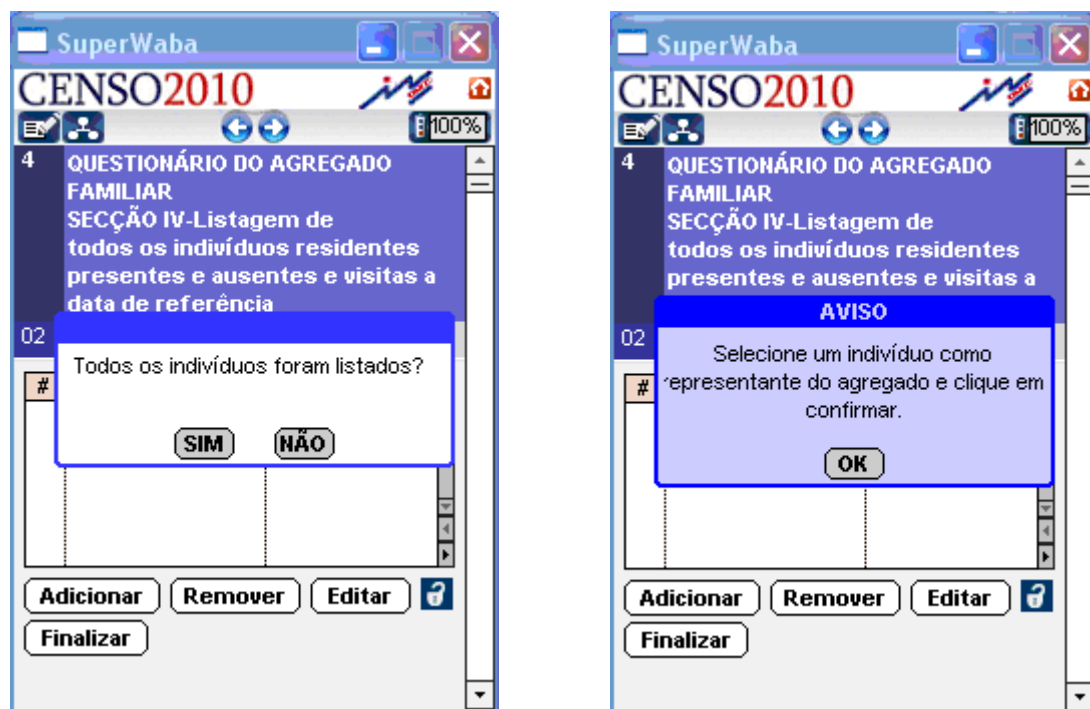 SuperWaba
CENSO2010
100%
4
QUESTIONÁRIO DO AGREGADO
FAMILIAR
SECÇÃO IV-Listagem de
todos os indivíduos residentes
presentes e ausentes e visitas a
data de referência
02
Todos os indivíduos foram listados?
SIM NÃO
#
Adicionar Remover Editar
Finalizar
SuperWaba
CENSO2010
100%
4
QUESTIONÁRIO DO AGREGADO
FAMILIAR
SECÇÃO IV-Listagem de
todos os indivíduos residentes
presentes e ausentes e visitas a
AVISO
02
Selecione um indivíduo como
representante do agregado e clique em
confirmar.
#
OK
Adicionar Remover Editar
Finalizar